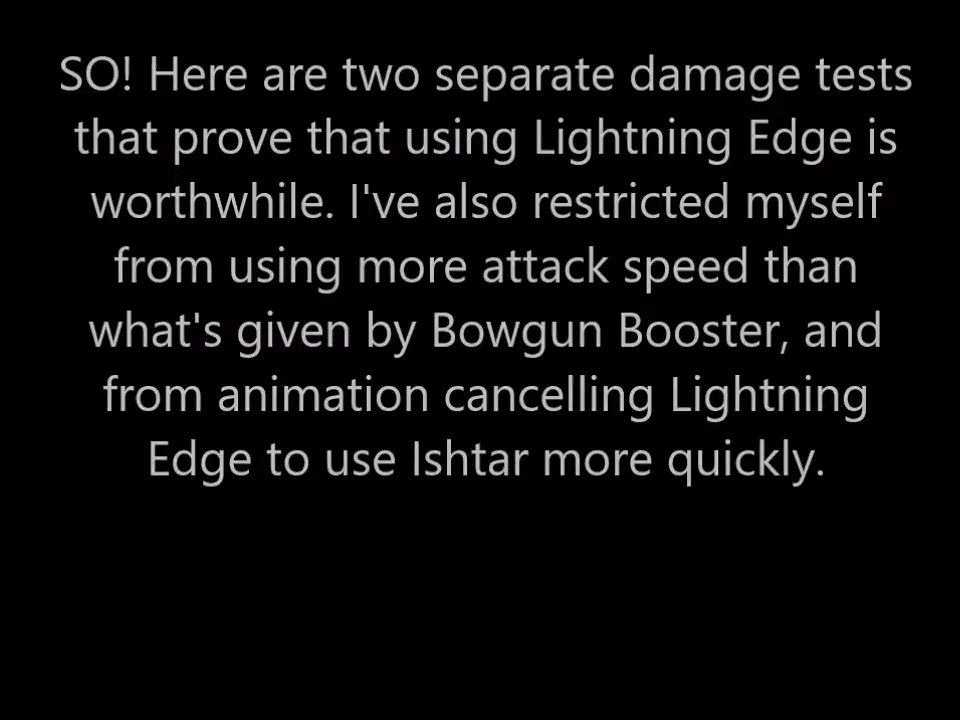 SO! Here are two separate damage tests
that prove that using Lightning Edge is
worthwhile. I've also restricted myself
from using more attack speed than
what's given by Bowgun Booster, and
from animation cancelling Lightning
Edge to use Ishtar more quickly.